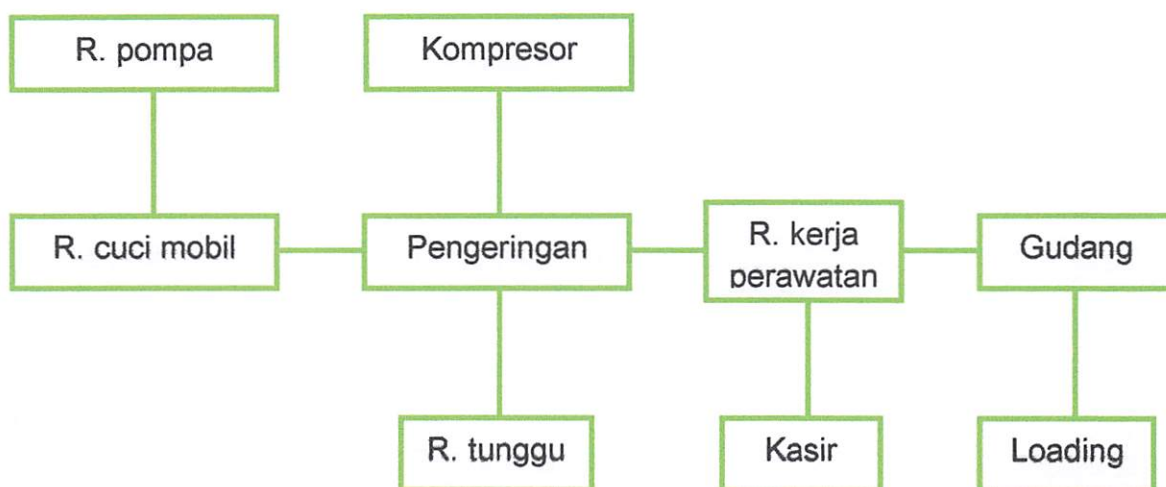 R. pompa
Kompresor
R. cuci mobil
Pengeringan
R. kerja
perawatan
Gudang
R. tunggu
Kasir
Loading